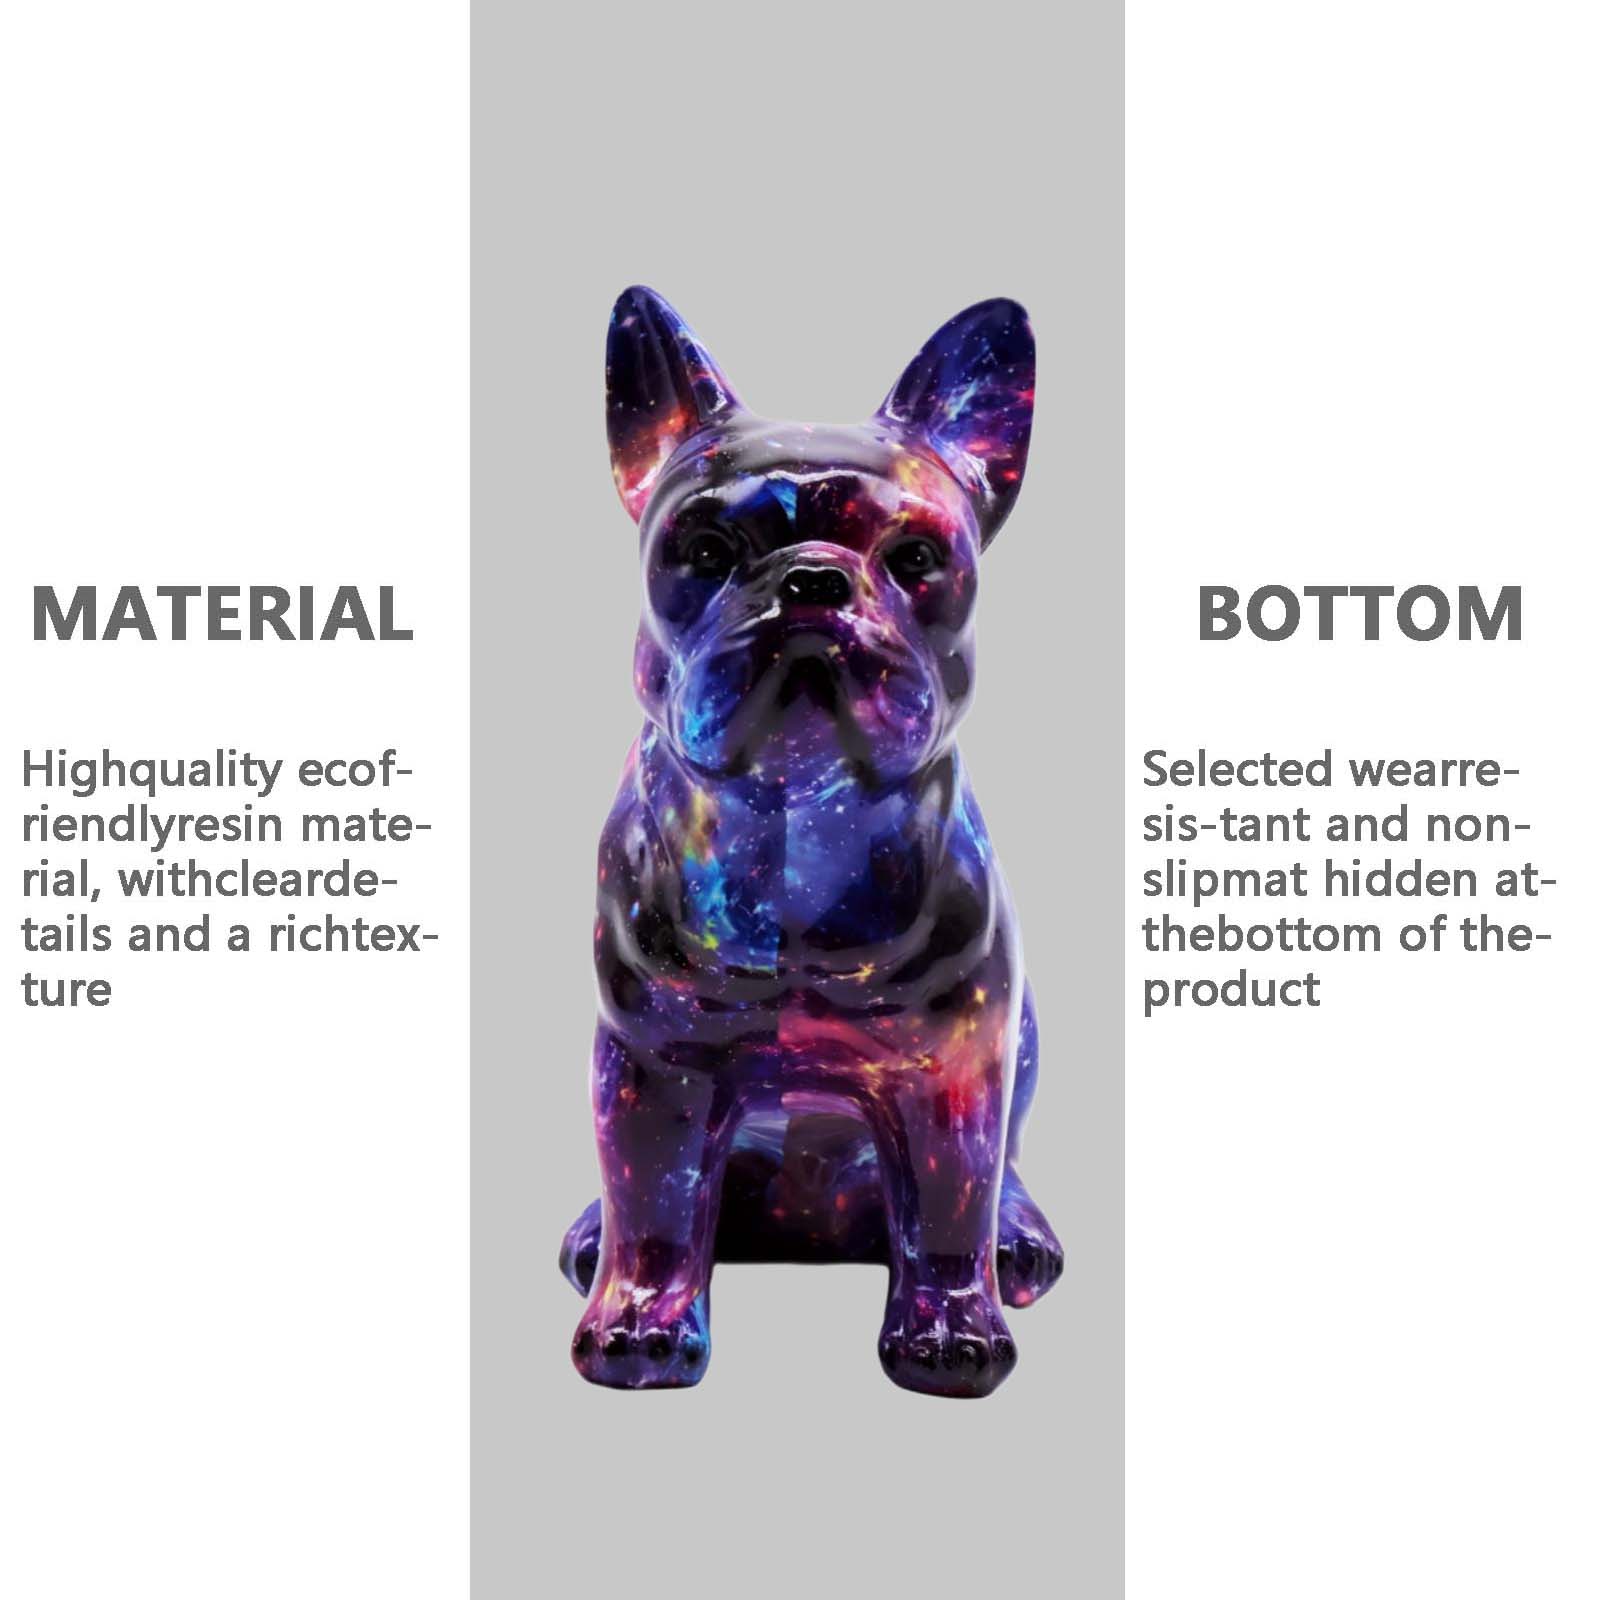 MATERIAL
Highquality ecof-
riendlyresin mate-
rial, withclearde-
tails and a richtex-
ture
BOTTOM
Selected wearre-
sis-tant and non-
slipmat hidden at-
thebottom of the-
product